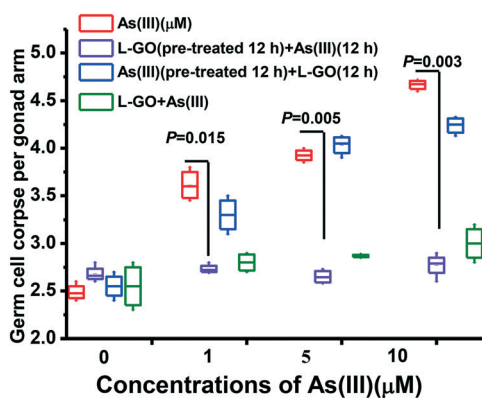 As(III)(μM)
L-GO(pre-treated 12 h)+As(III)(12 h)
As(III)(pre-treated 12 h)+L-GO(12 h)
L-GO+As(III)
P=0.015
P=0.005
P=0.003
Germ cell corpse per gonad arm
5.0
4.5
4.0
3.5
3.0
2.5
2.0
0 1 5 10
Concentrations of As(III)(μM)